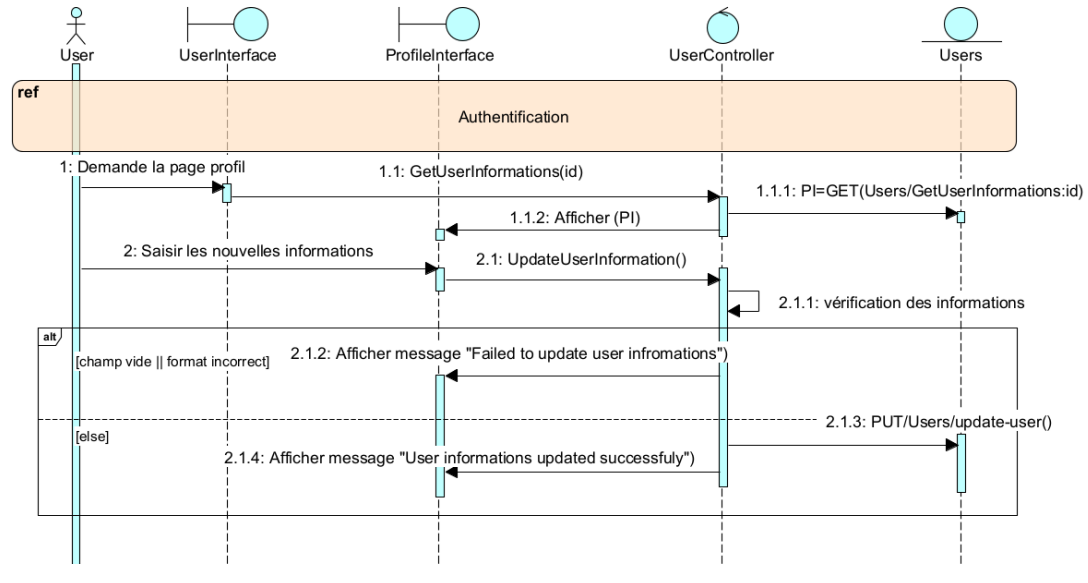 User
UserInterface
ProfileInterface
UserController
Users
ref
Authentification
1: Demande la page profil
1.1: GetUserInformations(id)
1.1.1: PI=GET(Users/GetUserInformations:id)
1.1.2: Afficher (PI)
2: Saisir les nouvelles informations
2.1: UpdateUserInformation()
2.1.1: vérification des informations
alt
[champ vide || format incorrect]
2.1.2: Afficher message "Failed to update user infromations")
2.1.3: PUT/Users/update-user()
[else]
2.1.4: Afficher message "User informations updated successfuly")